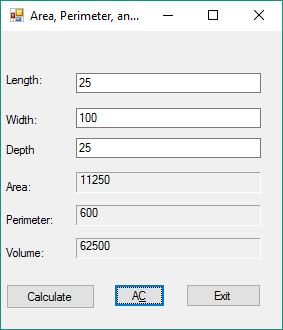 Area, Perimeter, an...
Length: 25
Width: 100
Depth 25
Area: 11250
Perimeter: 600
Volume: 62500
Calculate AC Exit